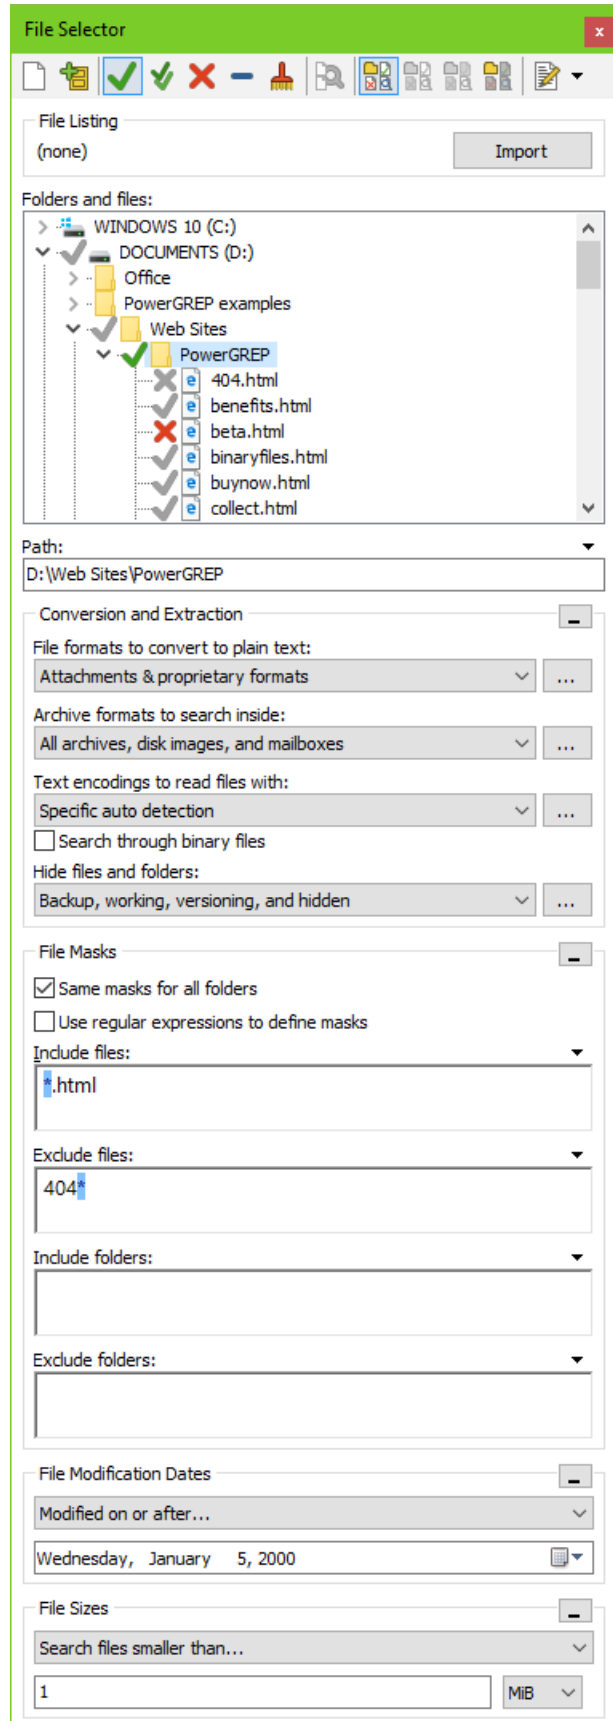 File Selector
File Listing
(none)
Import
Folders and files:
WINDOWS 10 (C:)
DOCUMENTS (D:)
Office
PowerGREP examples
Web Sites
PowerGREP
404.html
benefits.html
beta.html
binaryfiles.html
buynow.html
collect.html
Path:
D:\Web Sites\PowerGREP
Conversion and Extraction
File formats to convert to plain text:
Attachments & proprietary formats ...
Archive formats to search inside:
All archives, disk images, and mailboxes ...
Text encodings to read files with:
Specific auto detection ...
Search through binary files
Hide files and folders:
Backup, working, versioning, and hidden ...
File Masks
Same masks for all folders
Use regular expressions to define masks
Include files:
*.html
Exclude files:
404*
Include folders:
Exclude folders:
File Modification Dates
Modified on or after...
Wednesday, January 5, 2000
File Sizes
Search files smaller than...
1 MiB